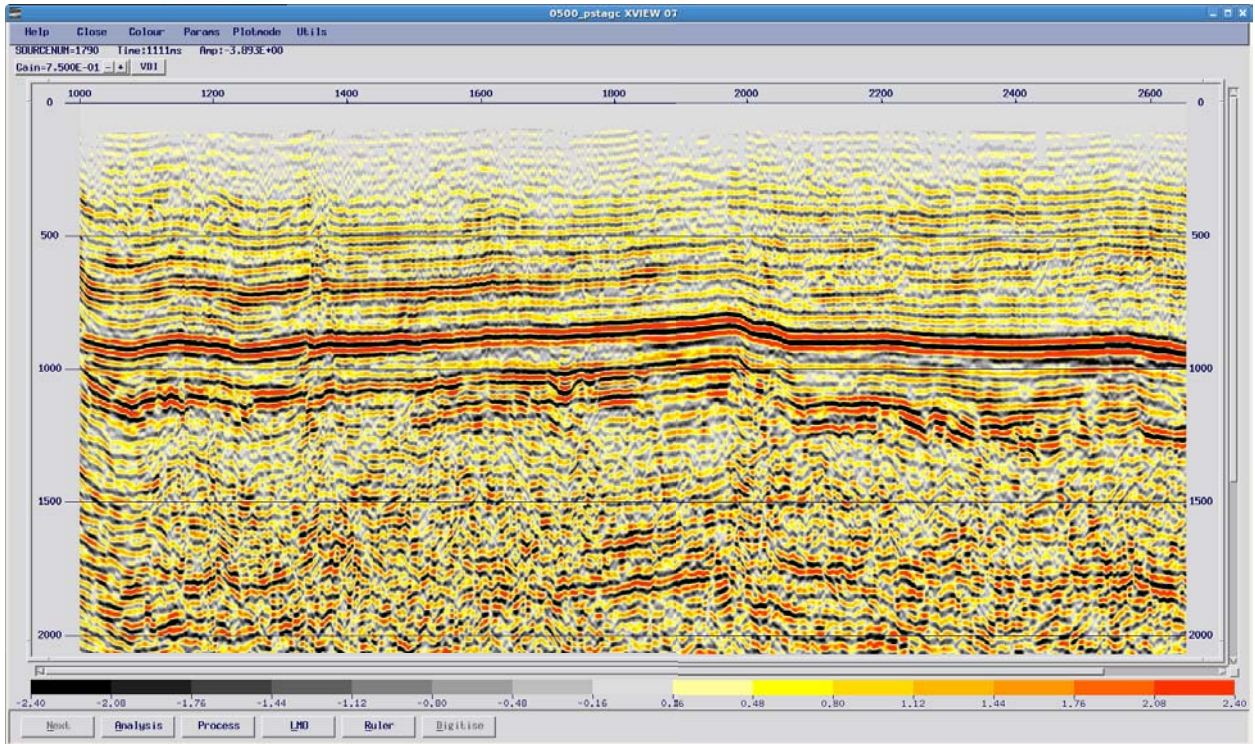 0500_pstagc XVIEW 07
Help Close Colour Params Plotmode Utils
SOURCENUM=1790 Time:1111ms Amp:-3.893E+00
Gain=7.500E-01 - + VDI
1000 1200 1400 1600 1800 2000 2200 2400 2600
0 0
500 500
1000 1000
1500 1500
2000 2000
-2.40 -2.08 -1.76 -1.44 -1.12 -0.80 -0.48 -0.16 0.16 0.48 0.80 1.12 1.44 1.76 2.08 2.40
Next Analysis Process LMO Ruler Digitise